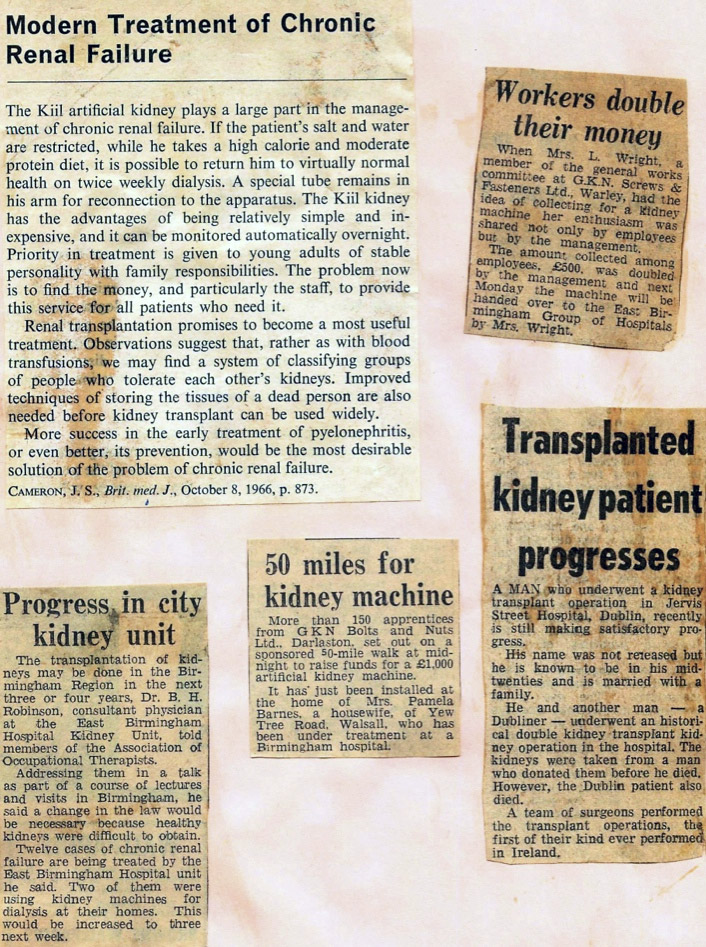 Modern Treatment of Chronic
Renal Failure
The Kiil artificial kidney plays a large part in the manage-
ment of chronic renal failure. If the patient's salt and water
are restricted, while he takes a high calorie and moderate
protein diet, it is possible to return him to virtually normal
health on twice weekly dialysis. A special tube remains in
his arm for reconnection to the apparatus. The Kiil kidney
has the advantages of being relatively simple and in-
expensive, and it can be monitored automatically overnight.
Priority in treatment is given to young adults of stable
personality with family responsibilities. The problem now
is to find the money, and particularly the staff, to provide
this service for all patients who need it.
Renal transplantation promises to become a most useful
treatment. Observations suggest that, rather as with blood
transfusions, we may find a system of classifying groups
of people who tolerate each other's kidneys. Improved
techniques of storing the tissues of a dead person are also
needed before kidney transplant can be used widely.
More success in the early treatment of pyelonephritis,
or even better, its prevention, would be the most desirable
solution of the problem of chronic renal failure.
CAMERON, J. S., Brit. med. J., October 8, 1966, p. 873.
Workers double
their money
When Mrs. L. Wright, a
member of the general works
committee at G.K.N. Screws &
Fasteners Ltd., Warley, had the
idea of collecting for a kidney
machine her enthusiasm was
shared not only by employees
but by the management.
The amount collected among
employees, £500, was doubled
by the management and next
Monday the machine will be
handed over to the East Bir-
mingham Group of Hospitals
by Mrs. Wright.
Transplanted
kidney patient
progresses
A MAN who underwent a kidney
transplant operation in Jervis
Street Hospital, Dublin, recently
is still making satisfactory pro-
gress.
His name was not released but
he is known to be in his mid-
twenties and is married with a
family.
He and another man — a
Dubliner — underwent an histori-
cal double kidney transplant kid-
ney operation in the hospital. The
kidneys were taken from a man
who donated them before he died.
However, the Dublin patient also
died.
A team of surgeons performed
the transplant operations, the
first of their kind ever performed
in Ireland.
50 miles for
kidney machine
More than 150 apprentices
from GKN Bolts and Nuts
Ltd., Darlaston, set out on a
sponsored 50-mile walk at mid-
night to raise funds for a £1,000
artificial kidney machine.
It has just been installed at
the home of Mrs. Pamela
Barnes, a housewife, of Yew
Tree Road, Walsall, who has
been under treatment at a
Birmingham hospital.
Progress in city
kidney unit
The transplantation of kid-
neys may be done in the Bir-
mingham Region in the next
three or four years, Dr. B. H.
Robinson, consultant physician
at the East Birmingham
Hospital Kidney Unit, told
members of the Association of
Occupational Therapists.
Addressing them in a talk
as part of a course of lectures
and visits in Birmingham, he
said a change in the law would
be necessary because healthy
kidneys were difficult to obtain.
Twelve cases of chronic renal
failure are being treated by the
East Birmingham Hospital unit
he said. Two of them were
using kidney machines for
dialysis at their homes. This
would be increased to three
next week.